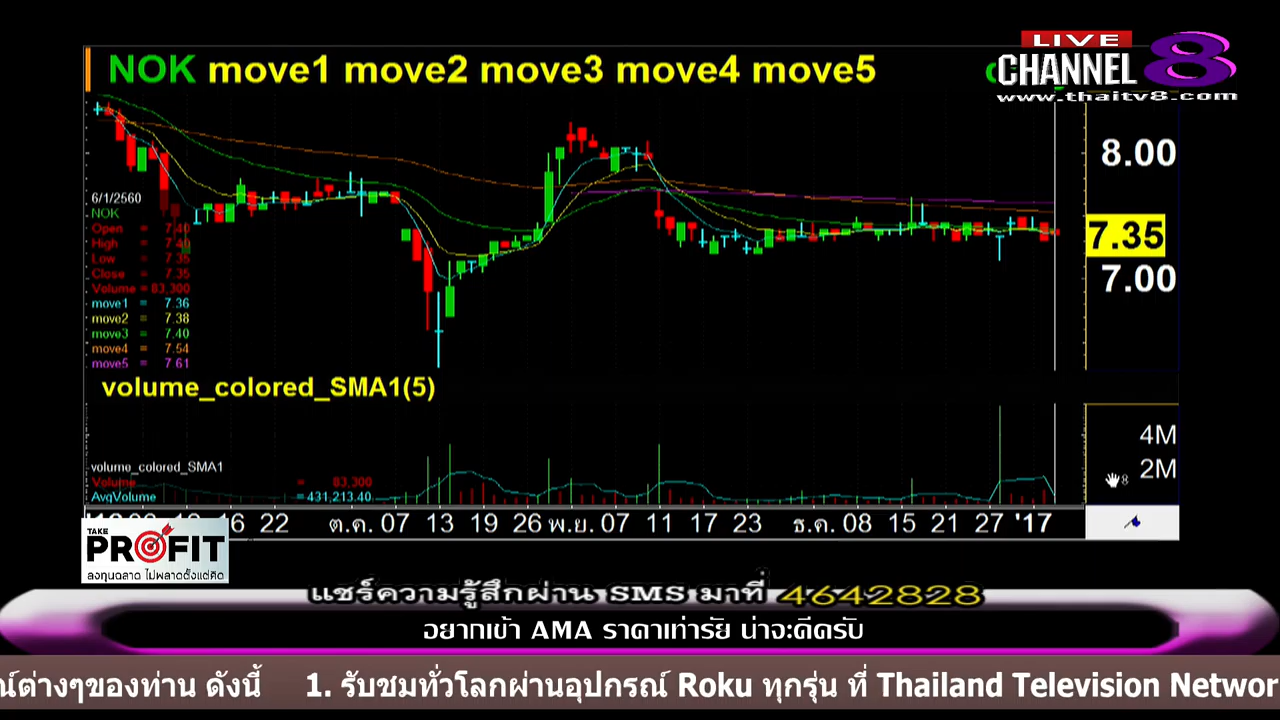 LIVE
CHANNEL 8
www.thaitv8.com
NOK move1 move2 move3 move4 move5
8.00
7.35
7.00
6/1/2560
NOK
Open = 7.40
High = 7.40
Low = 7.35
Close = 7.35
Volume = 83,300
move1 = 7.36
move2 = 7.38
move3 = 7.40
move4 = 7.54
move5 = 7.61
volume_colored_SMA1(5)
4M
2M
volume_colored_SMA1
Volume = 83,300
AvgVolume = 431,213.40
16 22 ต.ค. 07 13 19 26 พ.ย. 07 11 17 23 ธ.ค. 08 15 21 27 '17
TAKE
PROFIT
ลงทุนฉลาด ไม่พลาดตั้งแต่คิด
แชร์ความรู้สึกผ่าน SMS มาที่ 4642828
อยากเข้า AMA ราคาเท่ารัย น่าจะดีครับ
ณ์ต่างๆของท่าน ดังนี้ 1. รับชมทั่วโลกผ่านอุปกรณ์ Roku ทุกรุ่น ที่ Thailand Television Networ